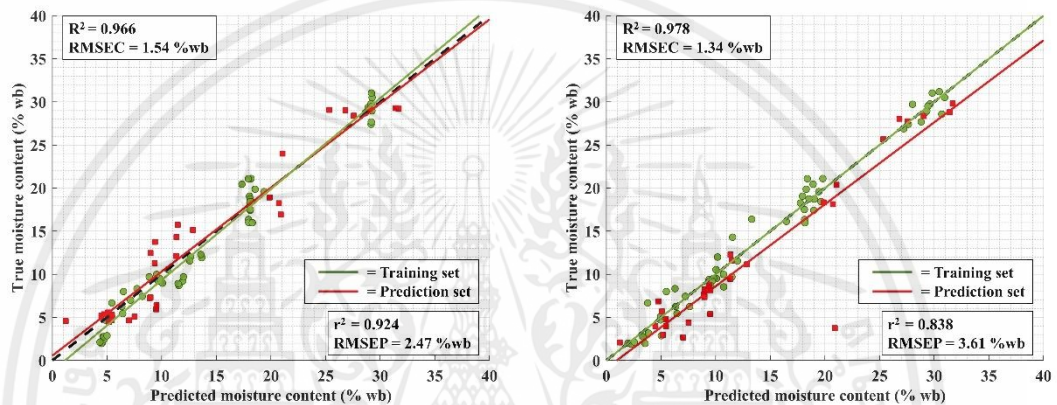 R² = 0.966
RMSEC = 1.54 %wb
40
35
30
25
20
15
10
5
0
True moisture content (% wb)
= Training set
= Prediction set
r² = 0.924
RMSEP = 2.47 %wb
0 5 10 15 20 25 30 35 40
Predicted moisture content (% wb)
R² = 0.978
RMSEC = 1.34 %wb
40
35
30
25
20
15
10
5
0
True moisture content (% wb)
= Training set
= Prediction set
r² = 0.838
RMSEP = 3.61 %wb
0 5 10 15 20 25 30 35 40
Predicted moisture content (% wb)